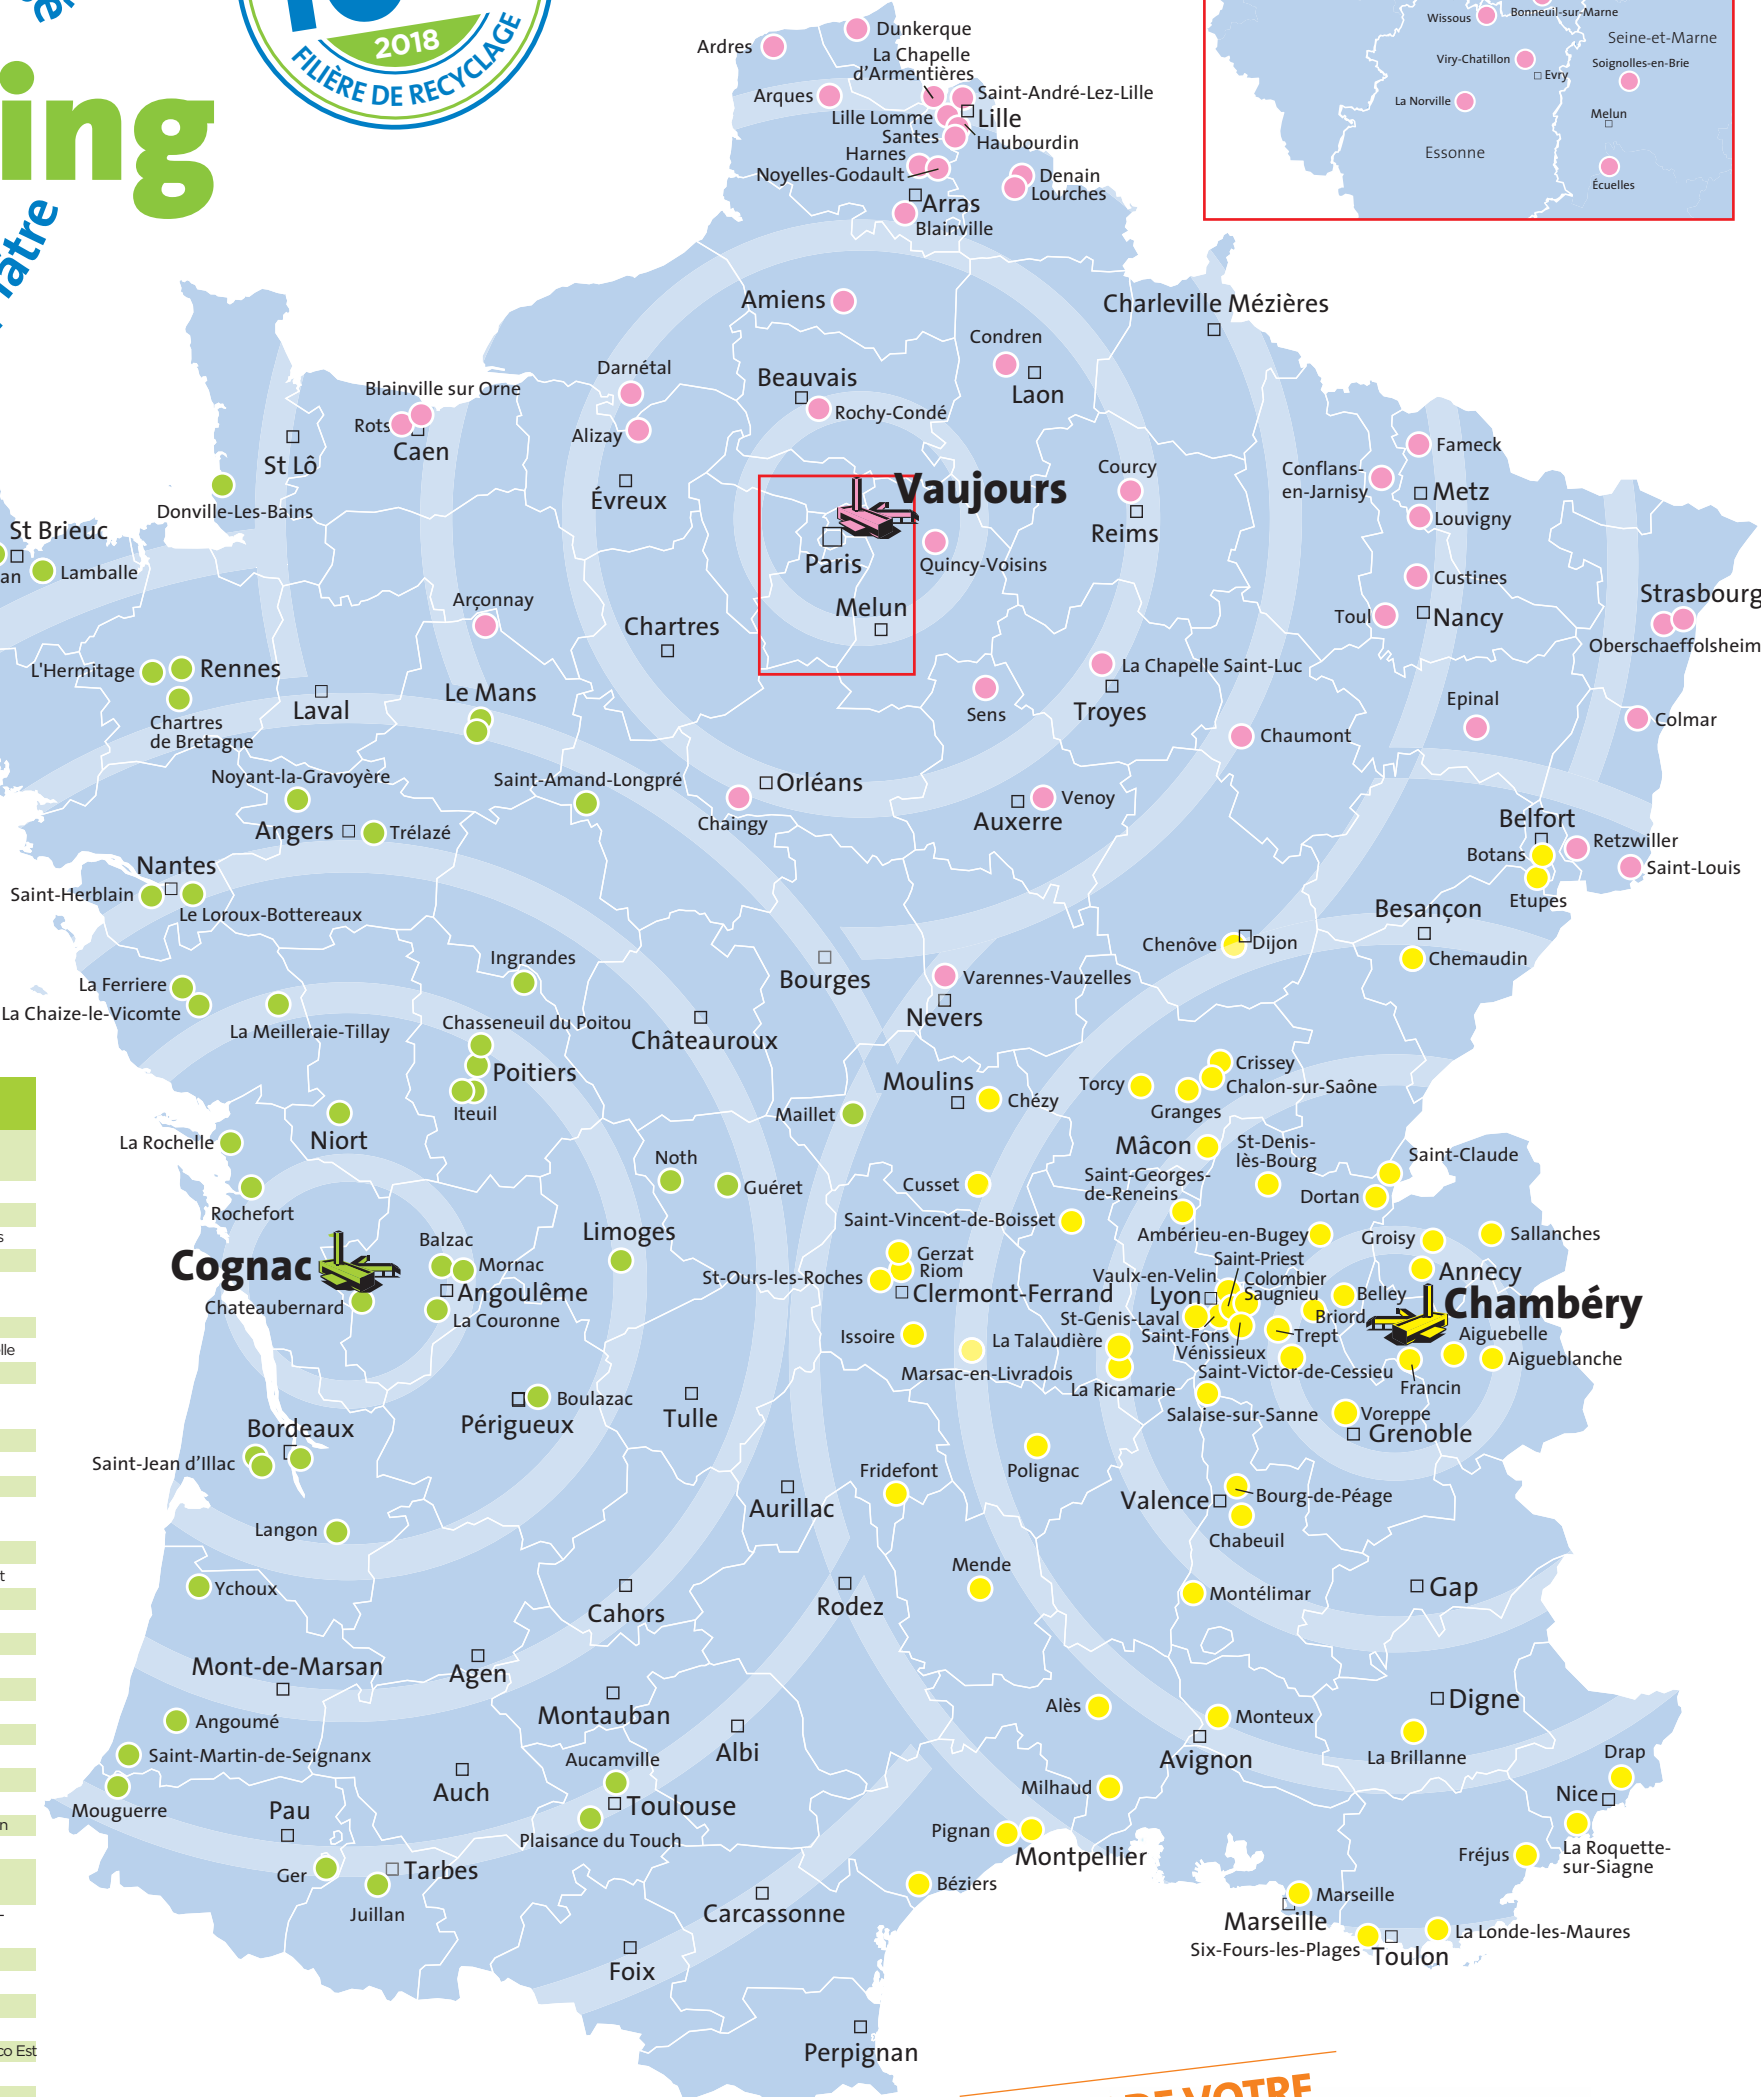 2018
FILIÈRE DE RECYCLAGE
ing
Wissous
Bonneuil-sur-Marne
Seine-et-Marne
Viry-Chatillon
Evry
Soignolles-en-Brie
La Norville
Melun
Essonne
Écuelles
Dunkerque
Ardres
La Chapelle
d'Armentières
Arques
Saint-André-Lez-Lille
Lille Lomme
Lille
Santes
Haubourdin
Harnes
Noyelles-Godault
Denain
Lourches
Arras
Blainville
Amiens
Charleville Mézières
Condren
Laon
Darnétal
Beauvais
Rochy-Condé
Blainville sur Orne
Rots
Caen
Alizay
St Lô
Évreux
Donville-Les-Bains
Vaujours
Paris
Quincy-Voisins
Melun
Courcy
Reims
Fameck
Conflans-
en-Jarnisy
Metz
Louvigny
Custines
Toul
Nancy
Strasbourg
Oberschaeffolsheim
St Brieuc
an
Lamballe
Arçonnay
Chartres
L'Hermitage
Rennes
Chartres
de Bretagne
Laval
Le Mans
La Chapelle Saint-Luc
Troyes
Sens
Epinal
Colmar
Chaumont
Noyant-la-Gravoyère
Saint-Amand-Longpré
Orléans
Chaingy
Venoy
Auxerre
Angers
Trélazé
Belfort
Botans
Retzwiller
Saint-Louis
Etupes
Nantes
Saint-Herblain
Le Loroux-Bottereaux
Besançon
Chemaudin
Chenôve
Dijon
Ingrandes
Bourges
Varennes-Vauzelles
Nevers
La Ferriere
La Chaize-le-Vicomte
La Meilleraie-Tillay
Chasseneuil du Poitou
Châteauroux
Poitiers
Iteuil
Moulins
Chézy
Maillet
Crissey
Torcy
Chalon-sur-Saône
Granges
La Rochelle
Niort
Mâcon
St-Denis-
lès-Bourg
Saint-Claude
Saint-Georges-
de-Reneins
Dortan
Noth
Guéret
Cusset
Rochefort
Saint-Vincent-de-Boisset
Ambérieu-en-Bugey
Groisy
Sallanches
Limoges
Balzac
Mornac
Cognac
Angoulême
Chateaubernard
La Couronne
Gerzat
Riom
St-Ours-les-Roches
Clermont-Ferrand
Saint-Priest
Vaulx-en-Velin
Colombier
Saugnieu
Lyon
Belley
Annecy
Chambéry
Briord
St-Genis-Laval
Saint-Fons
Trept
Aiguebelle
Issoire
La Talaudière
Vénissieux
Aigueblanche
Marsac-en-Livradois
Saint-Victor-de-Cessieu
Francin
La Ricamarie
Salaise-sur-Sanne
Voreppe
Grenoble
Boulazac
Périgueux
Tulle
Bordeaux
Saint-Jean d'Illac
Langon
Fridefont
Polignac
Aurillac
Valence
Bourg-de-Péage
Chabeuil
Ychoux
Cahors
Rodez
Mende
Montélimar
Gap
Mont-de-Marsan
Agen
Montauban
Albi
Alès
Monteux
Avignon
Digne
La Brillanne
Angoumé
Saint-Martin-de-Seignanx
Mouguerre
Auch
Aucamville
Toulouse
Plaisance du Touch
Milhaud
Drap
Nice
Pau
Ger
Tarbes
Juillan
Pignan
Montpellier
Béziers
Fréjus
La Roquette-
sur-Siagne
Carcassonne
Marseille
Marseille
Six-Fours-les-Plages
Toulon
La Londe-les-Maures
Foix
Perpignan
co Est
VOTRE